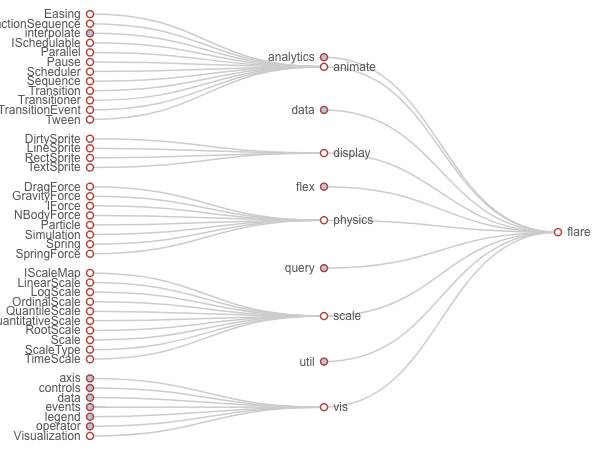 Easing
ctionSequence
interpolate
ISchedulable
Parallel
Pause
Scheduler
Sequence
Transition
Transitioner
TransitionEvent
Tween
DirtySprite
LineSprite
RectSprite
TextSprite
DragForce
GravityForce
IForce
NBodyForce
Particle
Simulation
Spring
SpringForce
IScaleMap
LinearScale
LogScale
OrdinalScale
QuantileScale
uantitativeScale
RootScale
Scale
ScaleType
TimeScale
axis
controls
data
events
legend
operator
Visualization
analytics
animate
data
display
flex
physics
query
scale
util
vis
flare